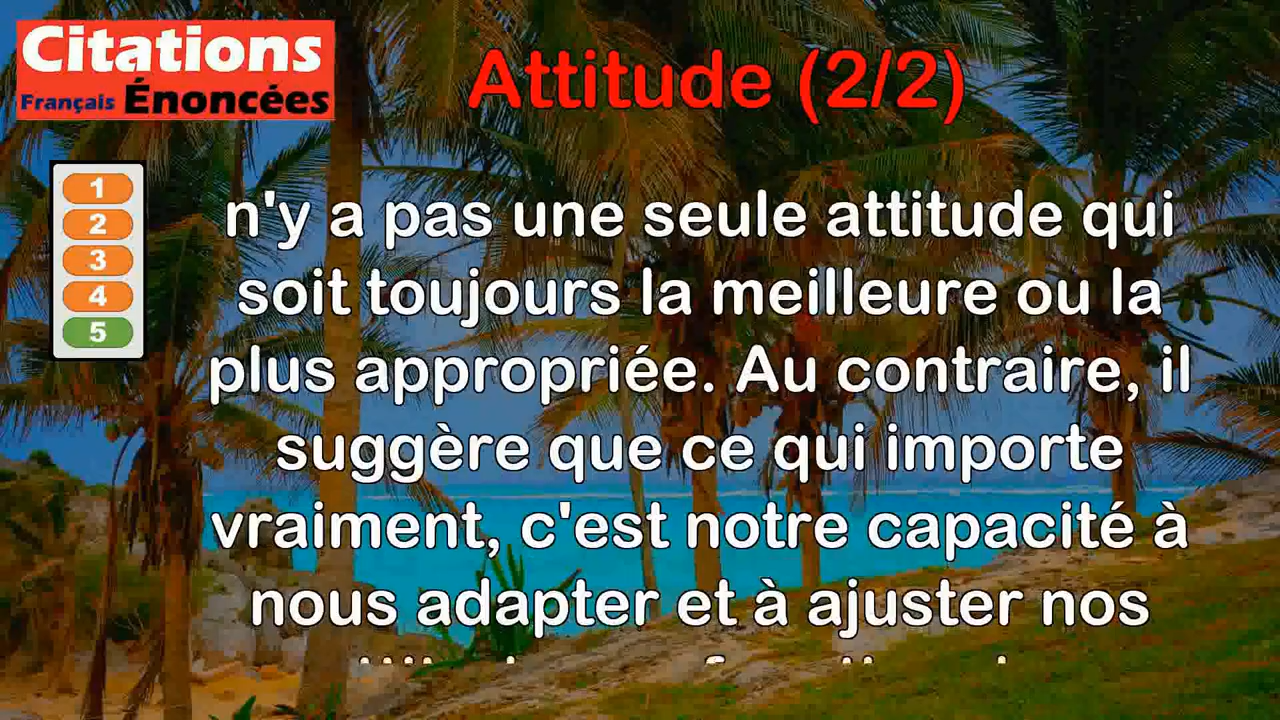 Citations
Français Énoncées
Attitude (2/2)
1
2
3
4
5
n'y a pas une seule attitude qui
soit toujours la meilleure ou la
plus appropriée. Au contraire, il
suggère que ce qui importe
vraiment, c'est notre capacité à
nous adapter et à ajuster nos